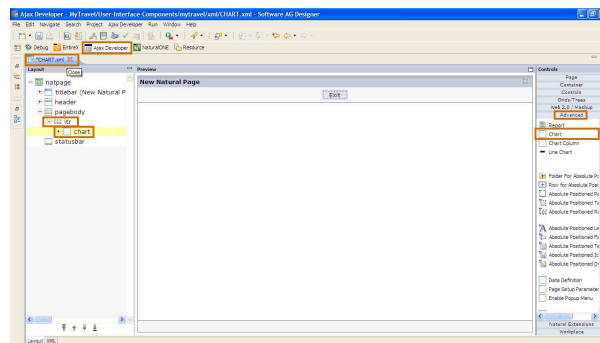 Ajax Developer - MyTravel/User-Interface-Components/mytravel/xml/CHART.xml - Software AG Designer
File Edit Navigate Search Project Ajax Developer Run Window Help
Debug EntireX Ajax Developer NaturalONE Resource
*CHART.xml
Close
Layout
natpage
titlebar (New Natural P
header
pagebody
itr
chart
statusbar
Layout XML
Preview
New Natural Page
Exit
Controls
Page
Container
Controls
Grids/Trees
Web 2.0 / Mashup
Advanced
Report
Chart
Chart Column
Line Chart
Folder For Absolute Po
Row for Absolute Posi
Absolute Positioned Pa
Absolute Positioned Ta
Absolute Positioned Ra
Absolute Positioned La
Absolute Positioned Fi
Absolute Positioned Te
Absolute Positioned Ic
Absolute Positioned Dy
Data Definition
Page Setup Parameter
Enable Popup Menu
Natural Extensions
Workplace